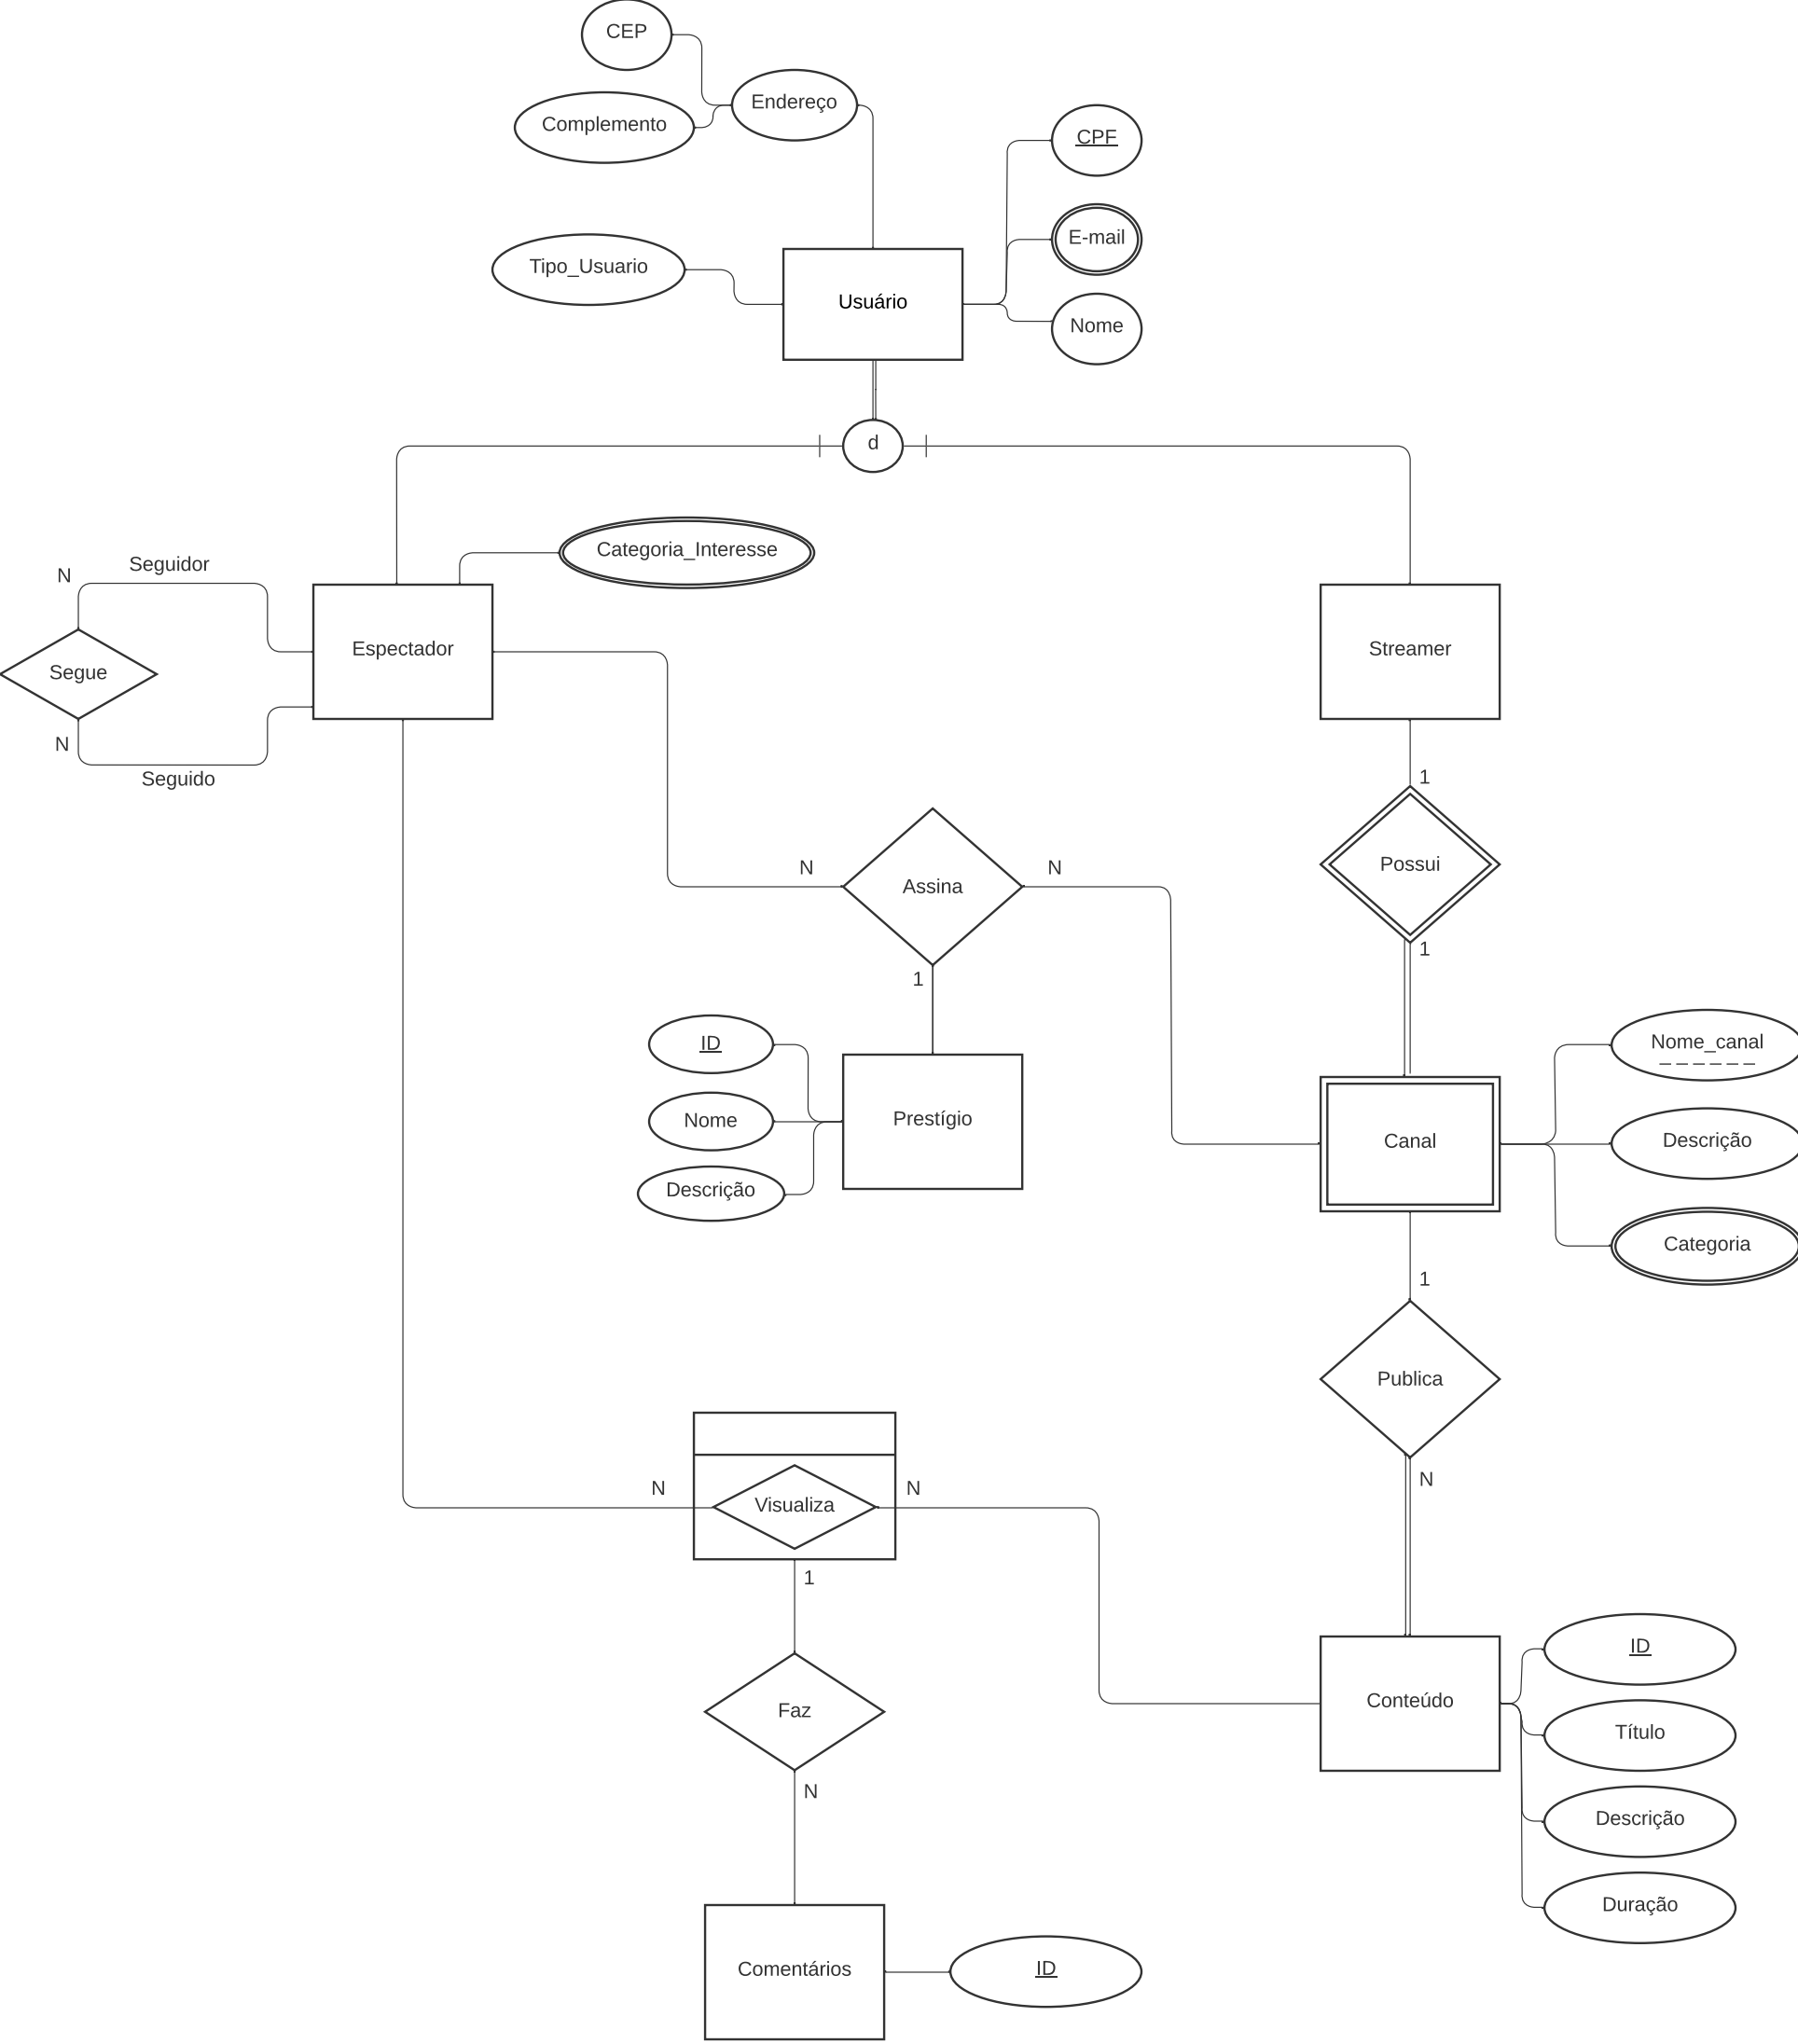 CEP
Endereço
Complemento
CPF
E-mail
Tipo_Usuario
Usuário
Nome
d
Categoria_Interesse
Seguidor
N
Espectador
Streamer
Segue
N
Seguido
1
N
N
Possui
Assina
1
1
ID
Nome_canal
Nome
Prestígio
Descrição
Canal
Descrição
Categoria
1
Publica
N
N
N
Visualiza
1
ID
Faz
Conteúdo
Título
N
Descrição
Duração
Comentários
ID